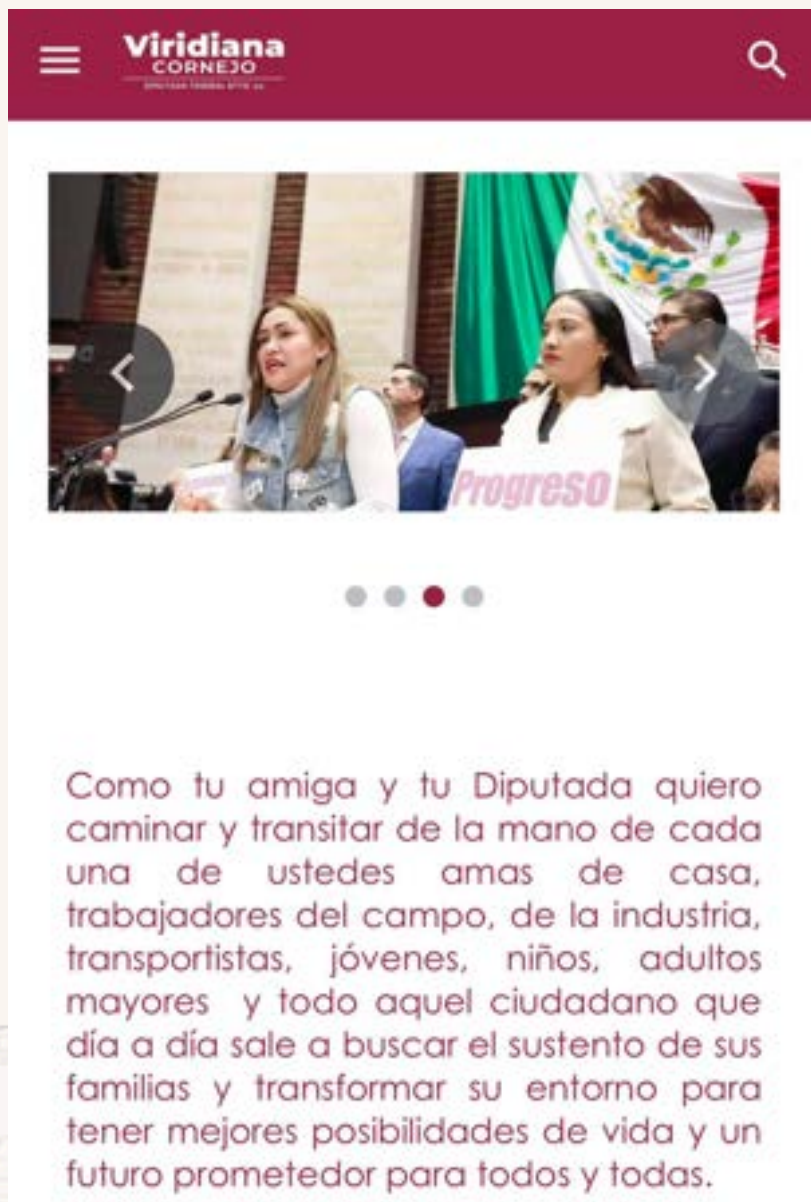 Viridiana
CORNEJO
Progreso
Como tu amiga y tu Diputada quiero
caminar y transitar de la mano de cada
una de ustedes amas de casa,
trabajadores del campo, de la industria,
transportistas, jóvenes, niños, adultos
mayores y todo aquel ciudadano que
día a día sale a buscar el sustento de sus
familias y transformar su entorno para
tener mejores posibilidades de vida y un
futuro prometedor para todos y todas.